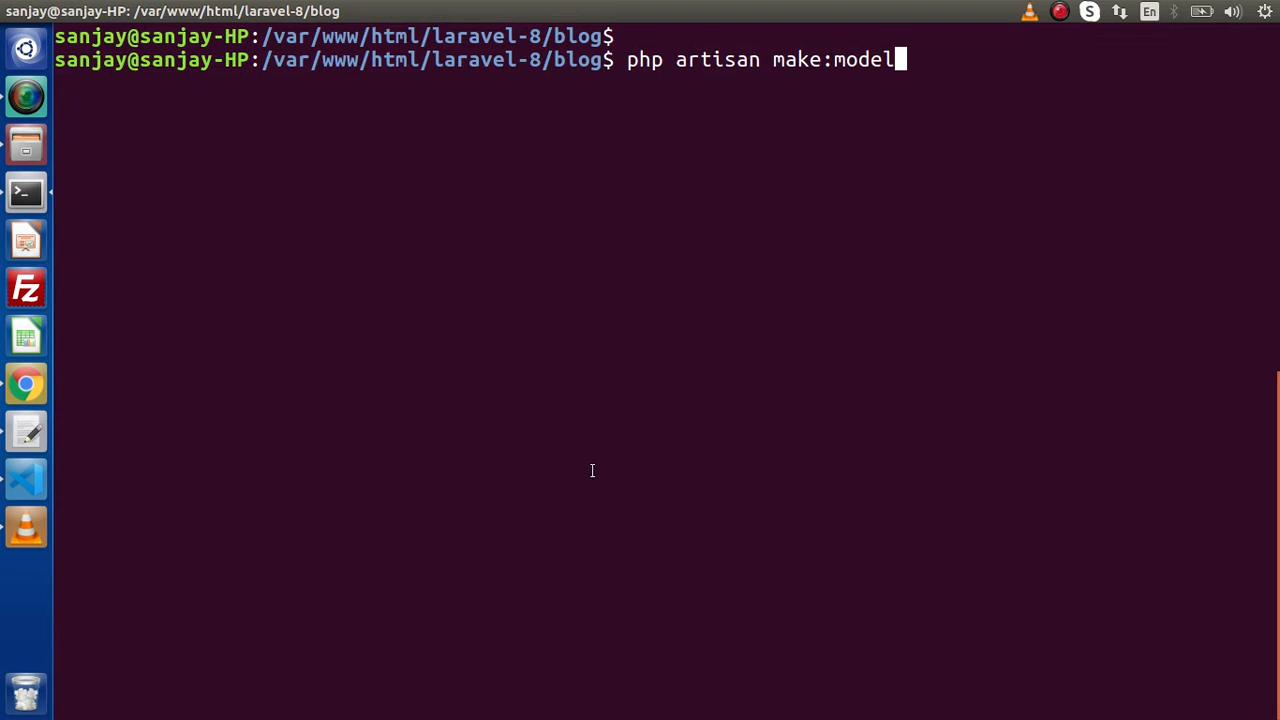 sanjay@sanjay-HP: /var/www/html/laravel-8/blog
En
sanjay@sanjay-HP:/var/www/html/laravel-8/blog$
sanjay@sanjay-HP:/var/www/html/laravel-8/blog$ php artisan make:model
>_
Fz